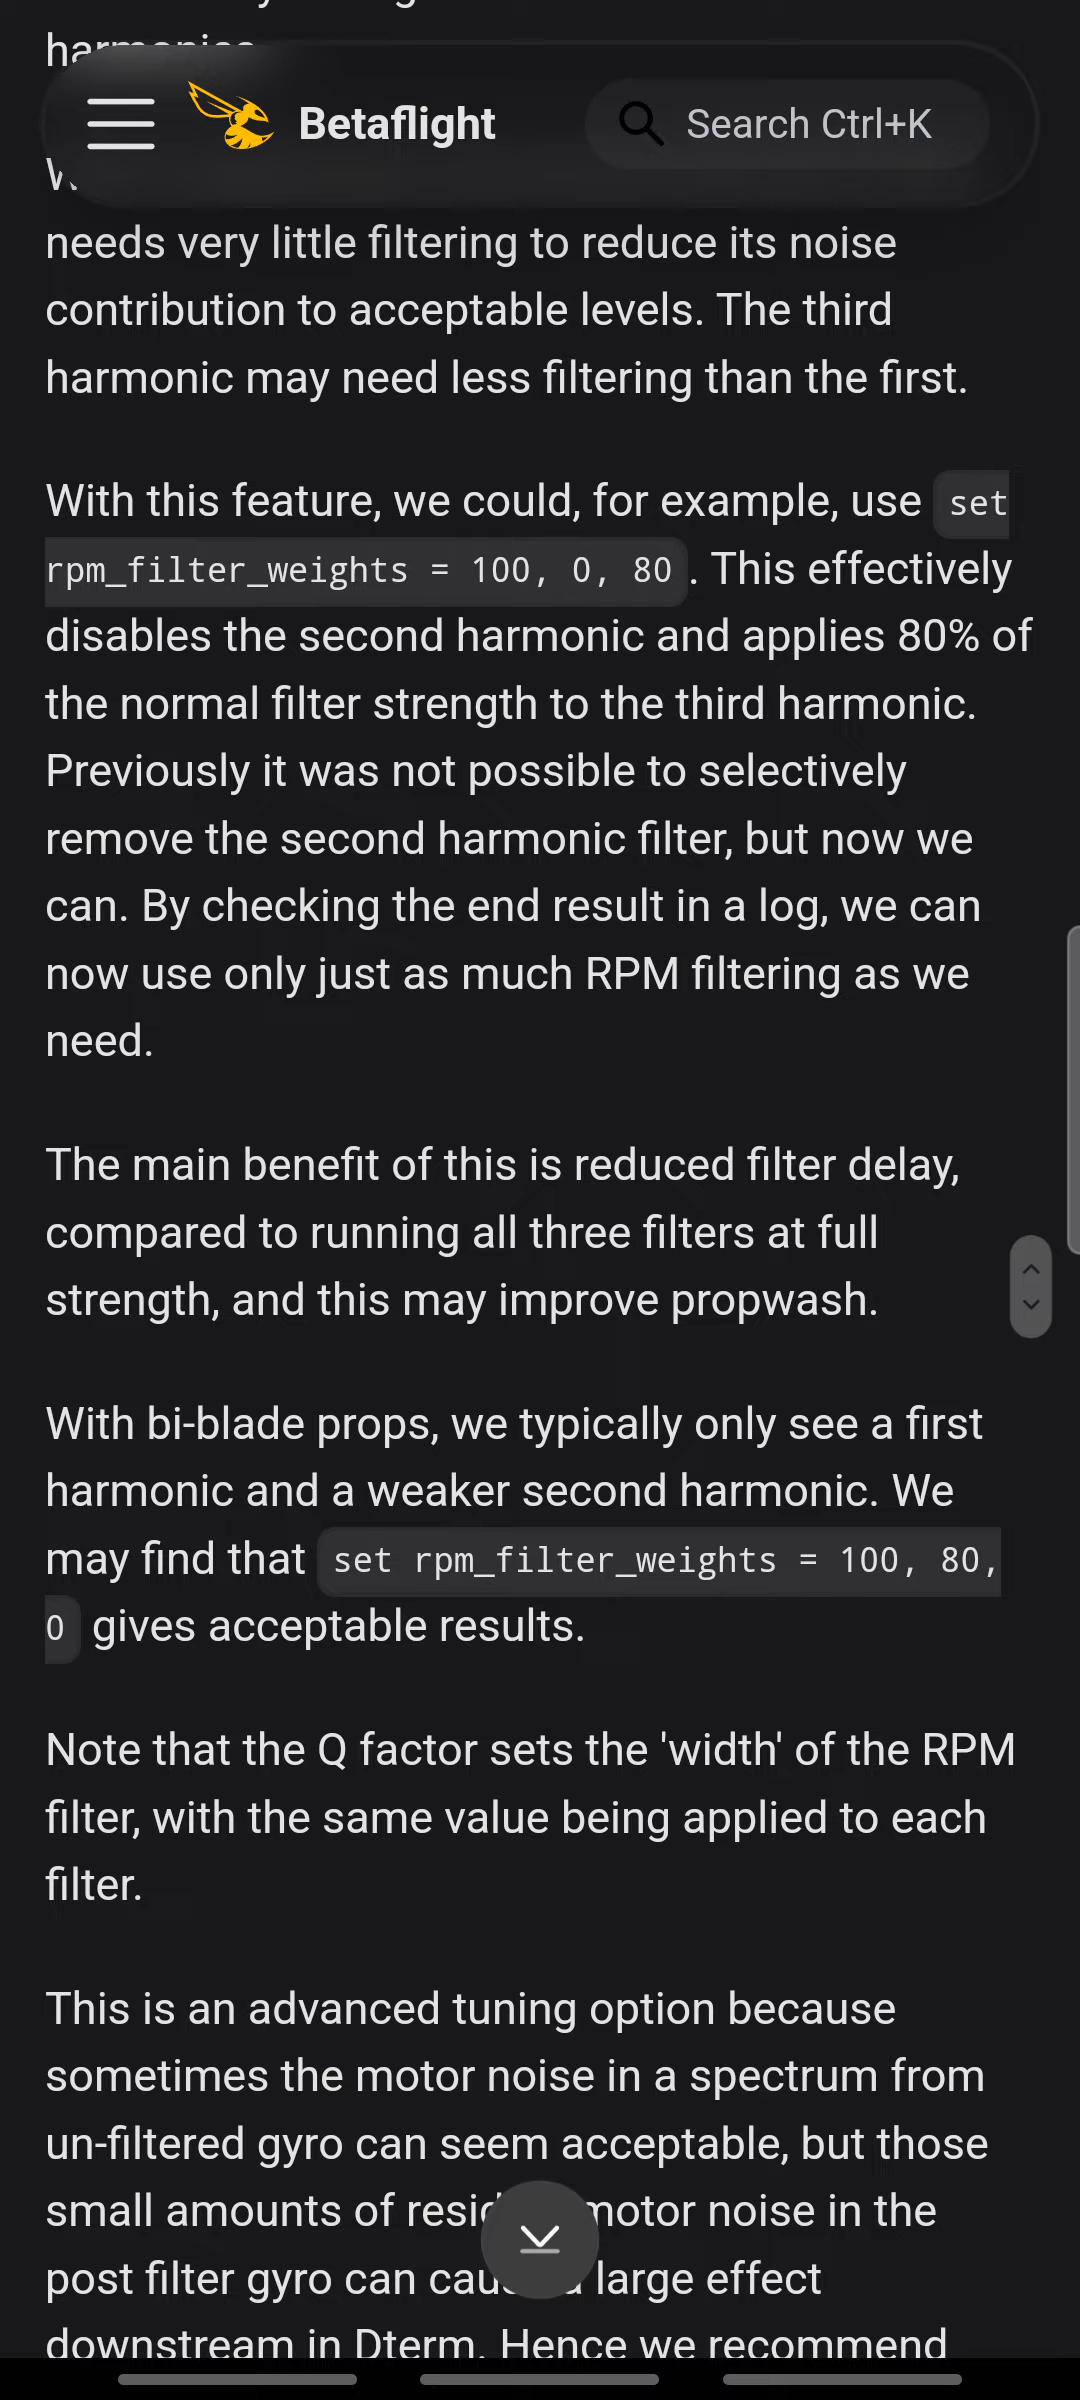 Betaflight
Search Ctrl+K
needs very little filtering to reduce its noise
contribution to acceptable levels. The third
harmonic may need less filtering than the first.
With this feature, we could, for example, use set
rpm_filter_weights = 100, 0, 80 . This effectively
disables the second harmonic and applies 80% of
the normal filter strength to the third harmonic.
Previously it was not possible to selectively
remove the second harmonic filter, but now we
can. By checking the end result in a log, we can
now use only just as much RPM filtering as we
need.
The main benefit of this is reduced filter delay,
compared to running all three filters at full
strength, and this may improve propwash.
With bi-blade props, we typically only see a first
harmonic and a weaker second harmonic. We
may find that set rpm_filter_weights = 100, 80,
0 gives acceptable results.
Note that the Q factor sets the 'width' of the RPM
filter, with the same value being applied to each
filter.
This is an advanced tuning option because
sometimes the motor noise in a spectrum from
un-filtered gyro can seem acceptable, but those
small amounts of motor noise in the
post filter gyro can large effect
downstream in Dterm. Hence we recommend